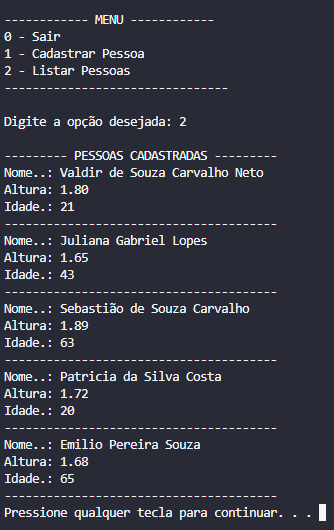 ------------ MENU ------------
0 - Sair
1 - Cadastrar Pessoa
2 - Listar Pessoas
--------------------------------
Digite a opção desejada: 2
--------- PESSOAS CADASTRADAS ---------
Nome..: Valdir de Souza Carvalho Neto
Altura: 1.80
Idade.: 21
---------------------------------------
Nome..: Juliana Gabriel Lopes
Altura: 1.65
Idade.: 43
---------------------------------------
Nome..: Sebastião de Souza Carvalho
Altura: 1.89
Idade.: 63
---------------------------------------
Nome..: Patricia da Silva Costa
Altura: 1.72
Idade.: 20
---------------------------------------
Nome..: Emilio Pereira Souza
Altura: 1.68
Idade.: 65
---------------------------------------
Pressione qualquer tecla para continuar. . .